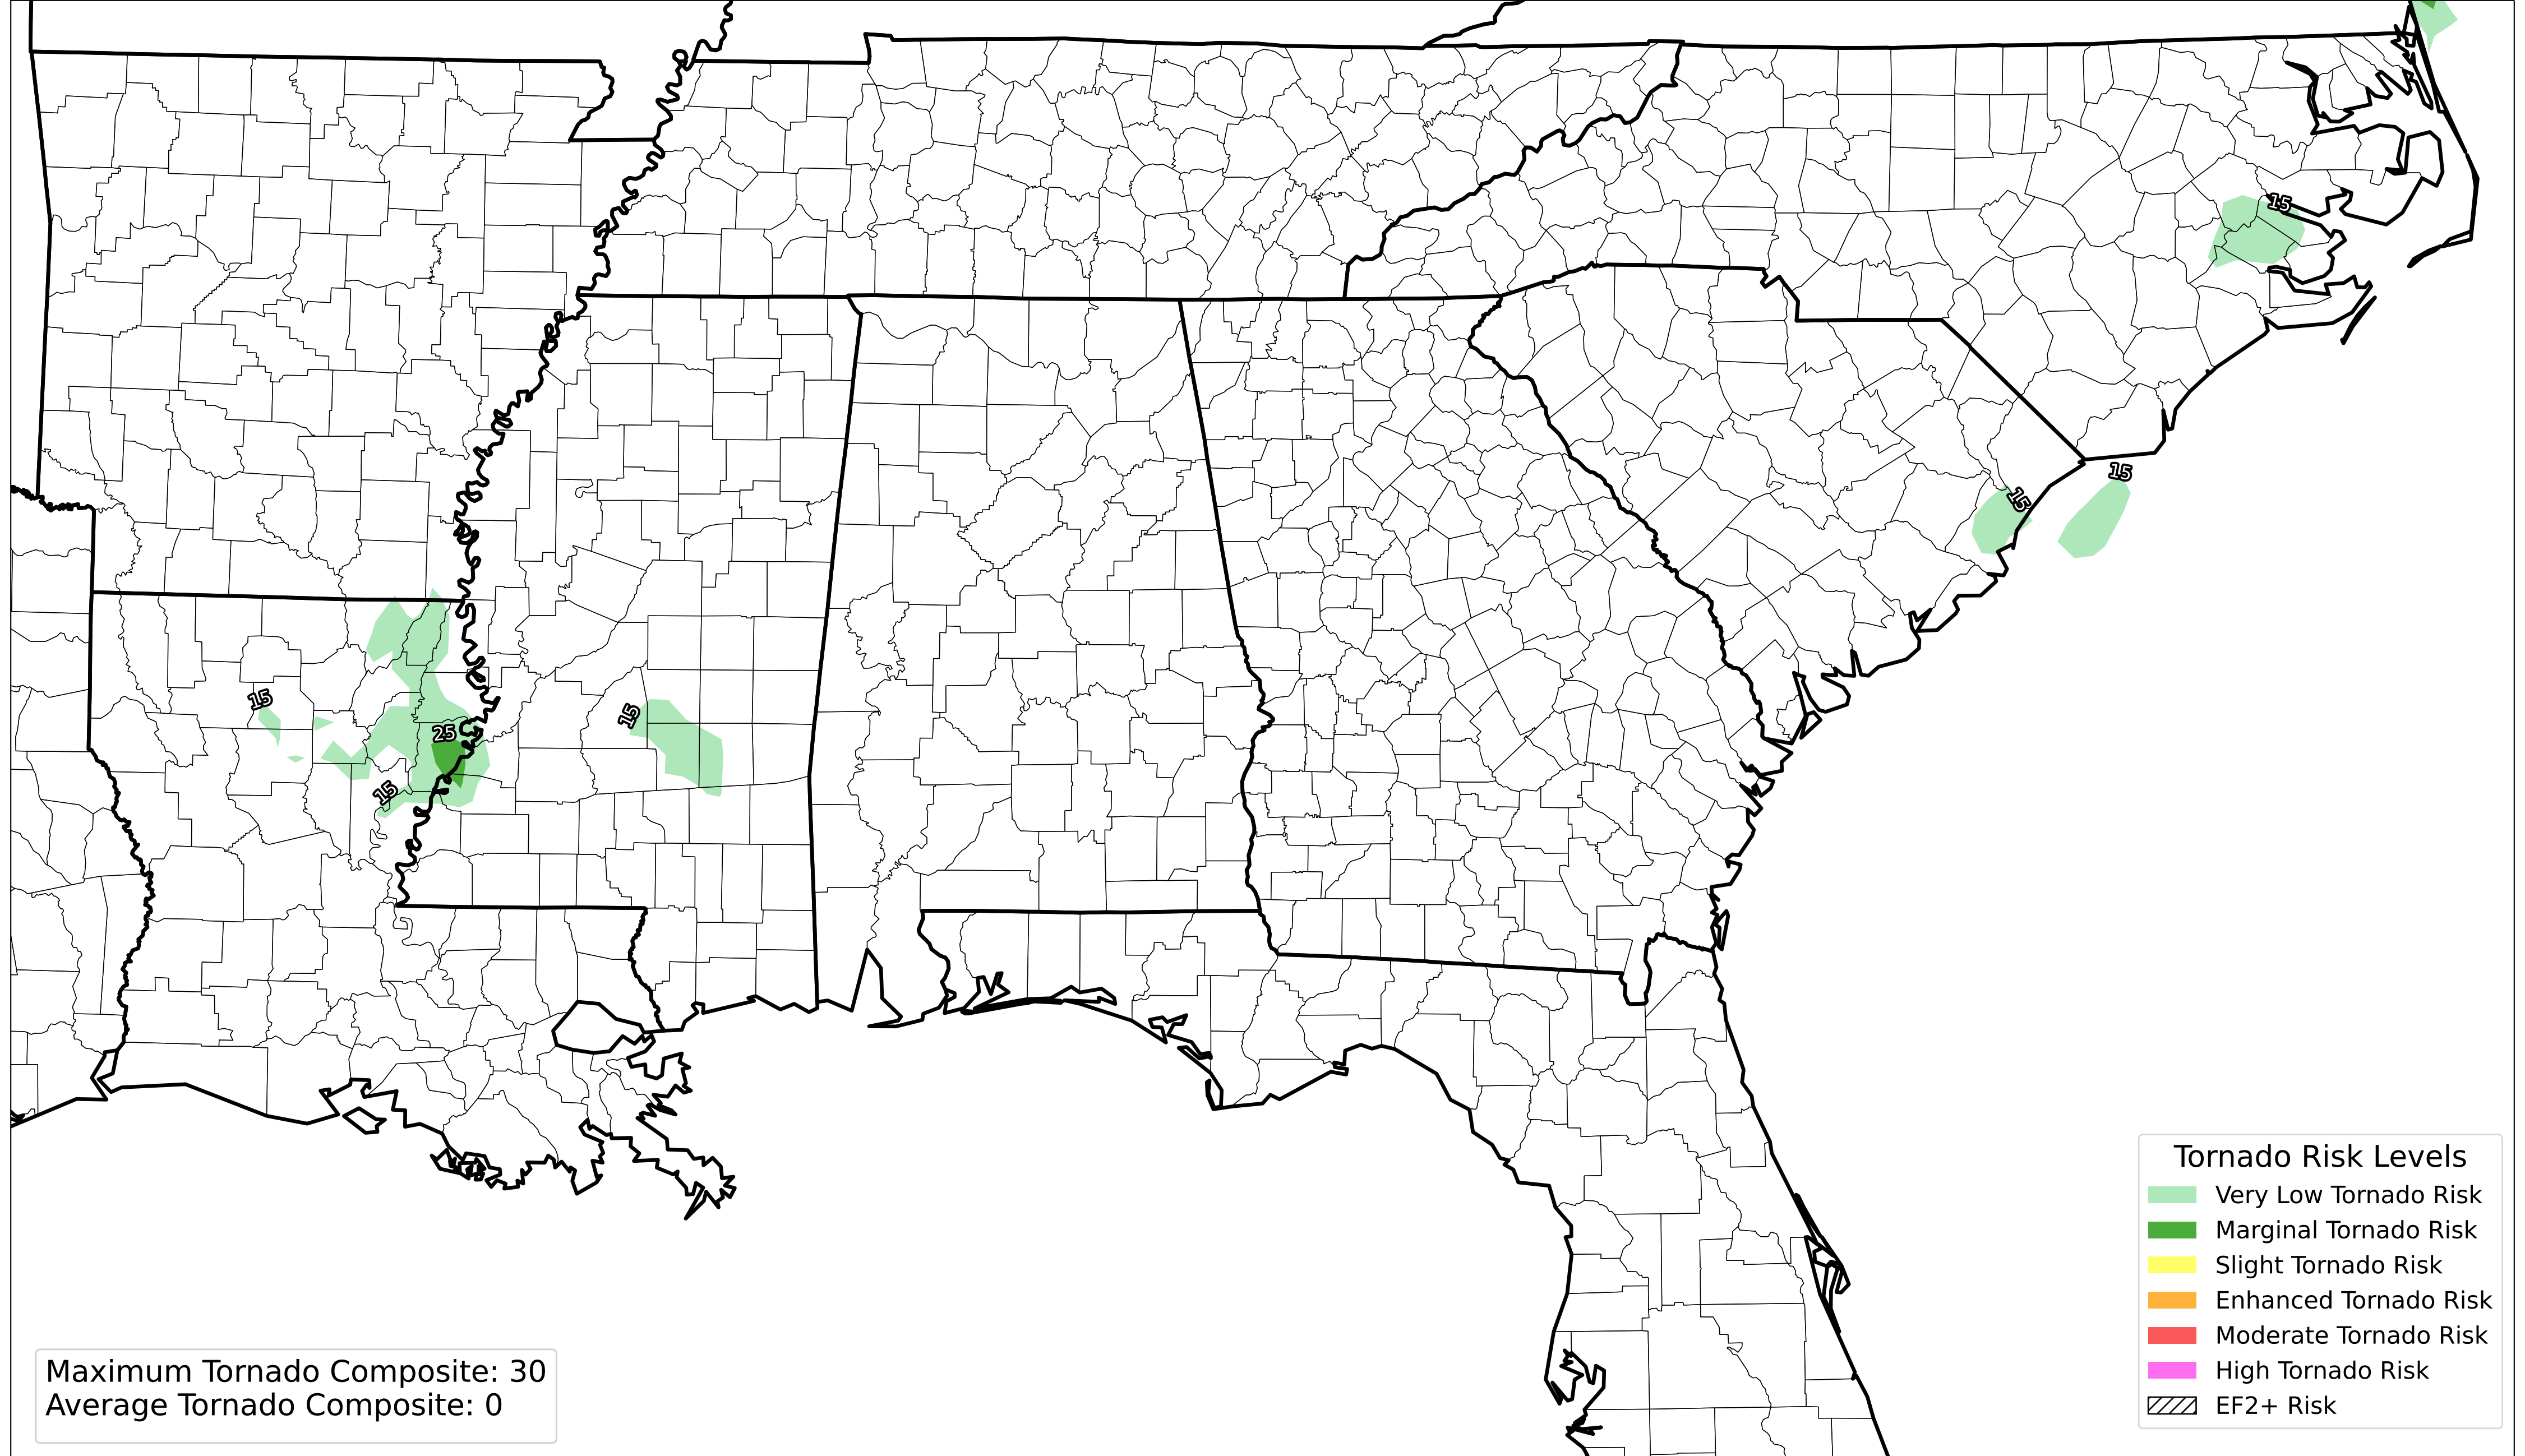 15
15
15
15
15
25
15
Tornado Risk Levels
Very Low Tornado Risk
Marginal Tornado Risk
Slight Tornado Risk
Enhanced Tornado Risk
Moderate Tornado Risk
High Tornado Risk
EF2+ Risk
Maximum Tornado Composite: 30
Average Tornado Composite: 0